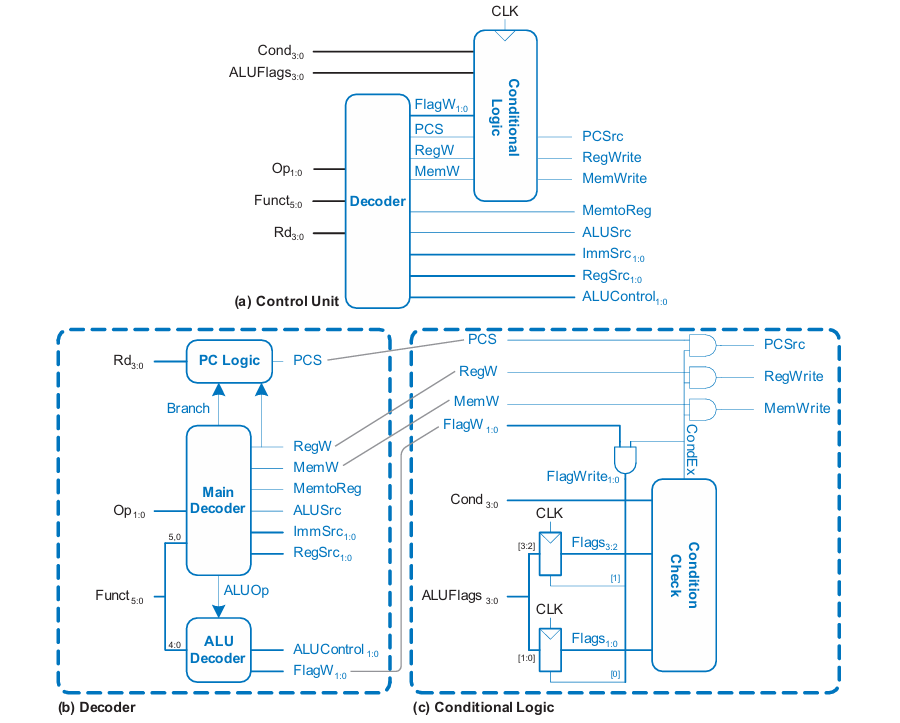 CLK
Cond3:0
ALUFlags3:0
Conditional
Logic
FlagW1:0
PCS
RegW
MemW
PCSrc
RegWrite
MemWrite
Op1:0
Funct5:0
Rd3:0
Decoder
MemtoReg
ALUSrc
ImmSrc1:0
RegSrc1:0
ALUControl1:0
(a) Control Unit
Rd3:0
PC Logic
PCS
Branch
RegW
MemW
MemtoReg
ALUSrc
ImmSrc1:0
RegSrc1:0
Main
Decoder
Op1:0
5,0
Funct5:0
ALUOp
4:0
ALU
Decoder
ALUControl1:0
FlagW1:0
(b) Decoder
PCS
PCSrc
RegW
RegWrite
MemW
MemWrite
FlagW1:0
CondEx
FlagWrite1:0
Cond3:0
CLK
[3:2]
Flags3:2
[1]
Condition
Check
ALUFlags3:0
CLK
[1:0]
Flags1:0
[0]
(c) Conditional Logic